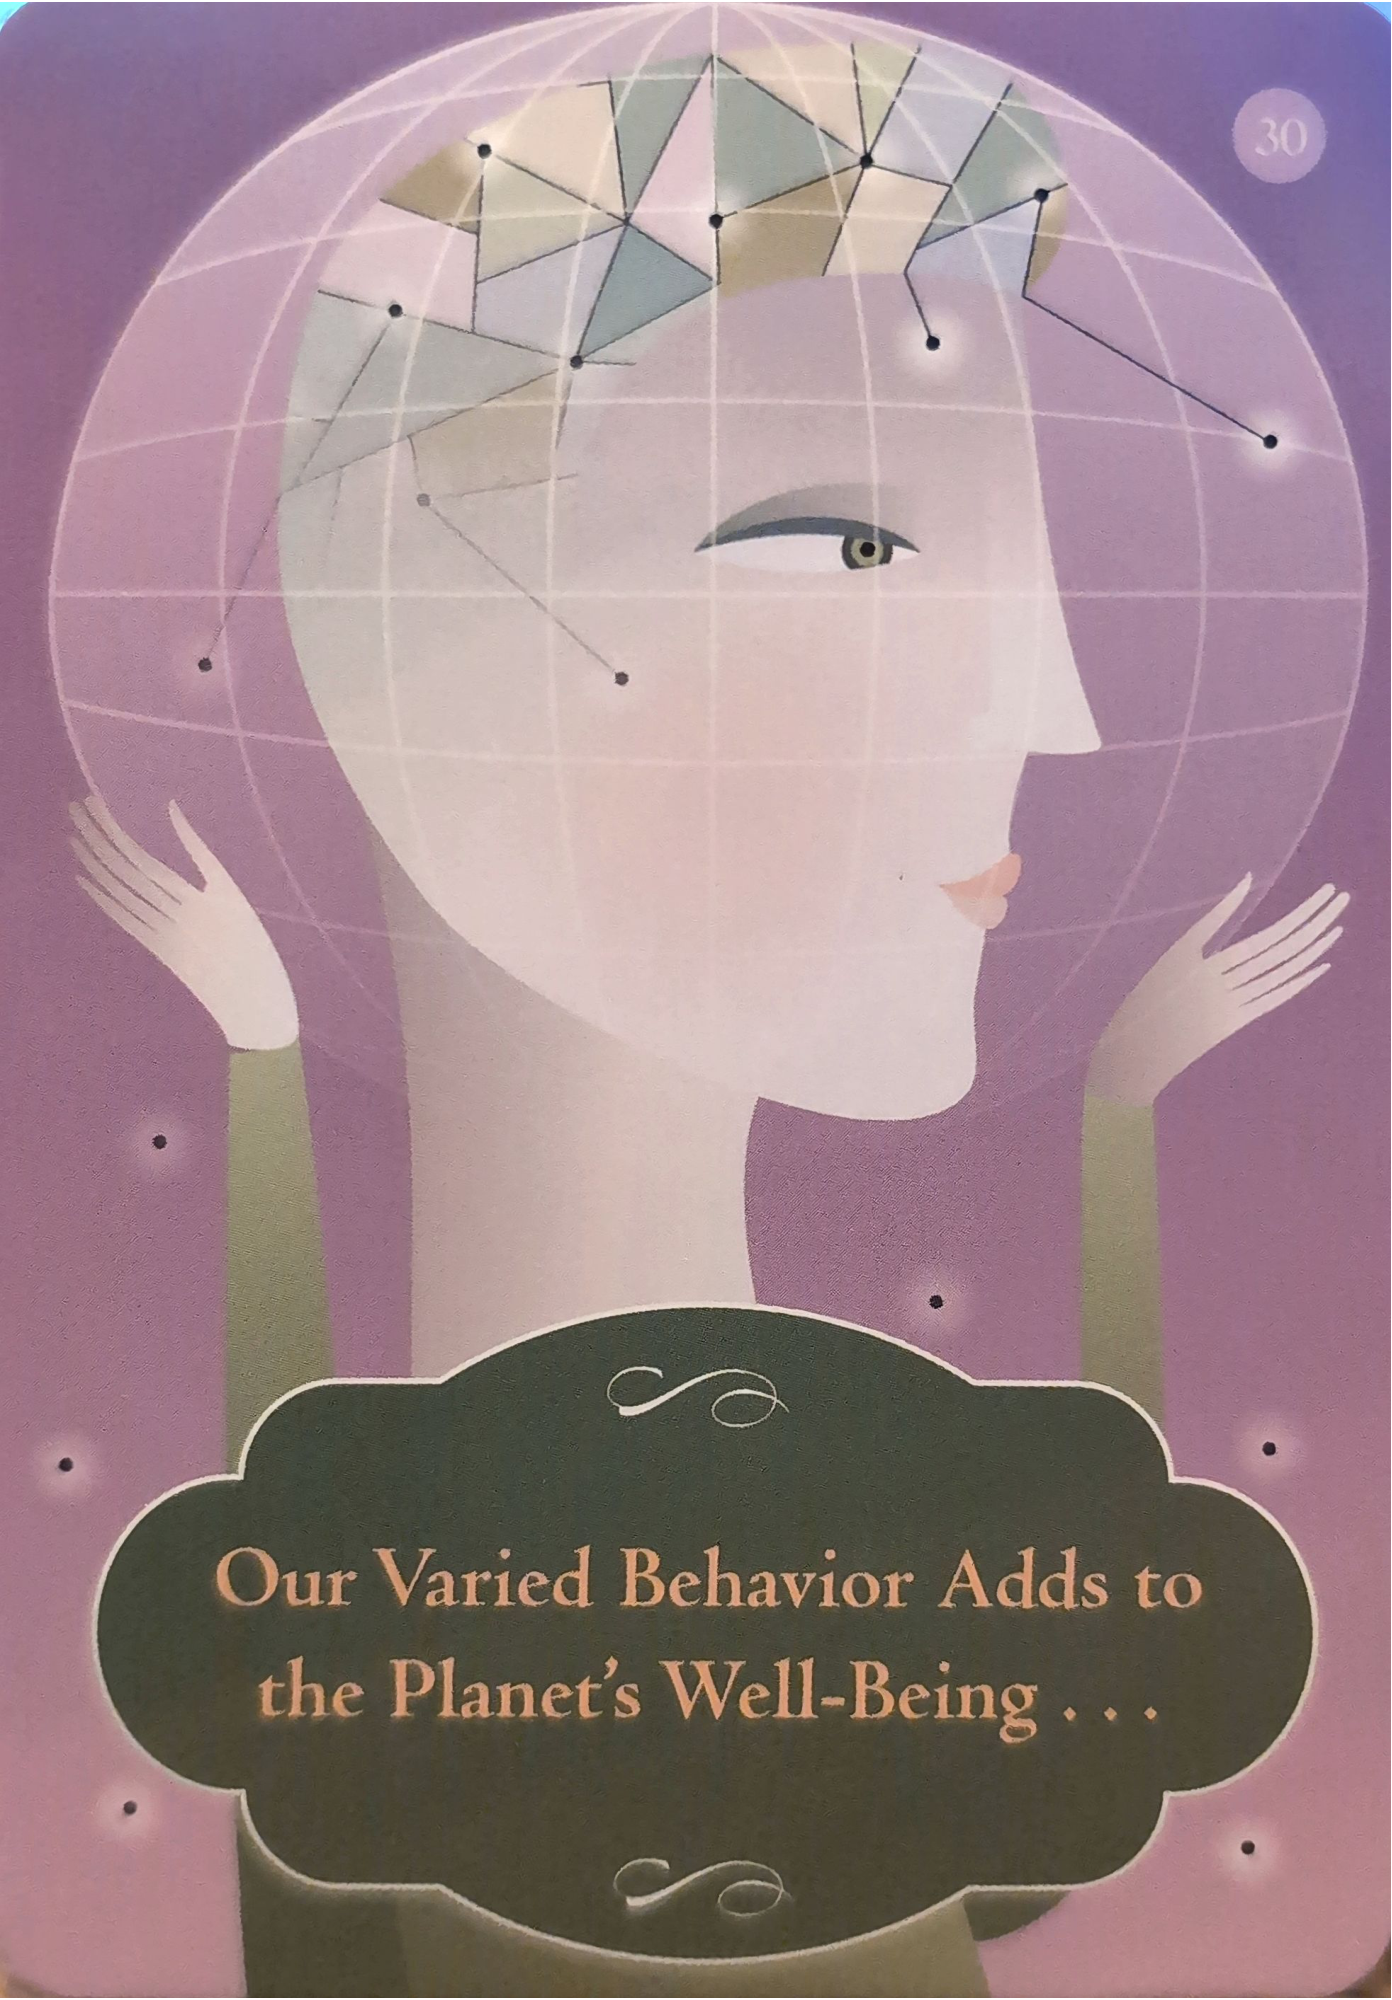 30
Our Varied Behavior Adds to
the Planet's Well-Being . . .